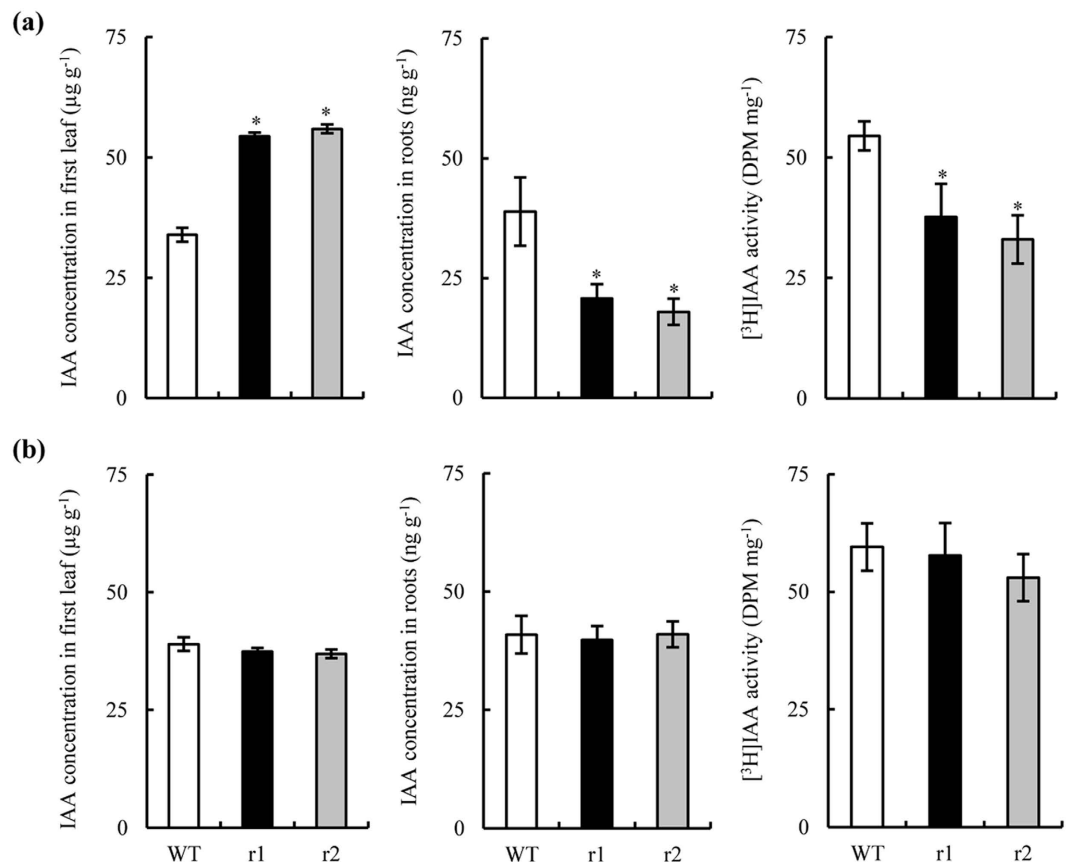 (a)
IAA concentration in first leaf (µg g⁻¹)
75
50
25
0
*
*
IAA concentration in roots (ng g⁻¹)
75
50
25
0
*
*
[³H]IAA activity (DPM mg⁻¹)
75
50
25
0
*
*
(b)
IAA concentration in first leaf (µg g⁻¹)
75
50
25
0
WT r1 r2
IAA concentration in roots (ng g⁻¹)
75
50
25
0
WT r1 r2
[³H]IAA activity (DPM mg⁻¹)
75
50
25
0
WT r1 r2